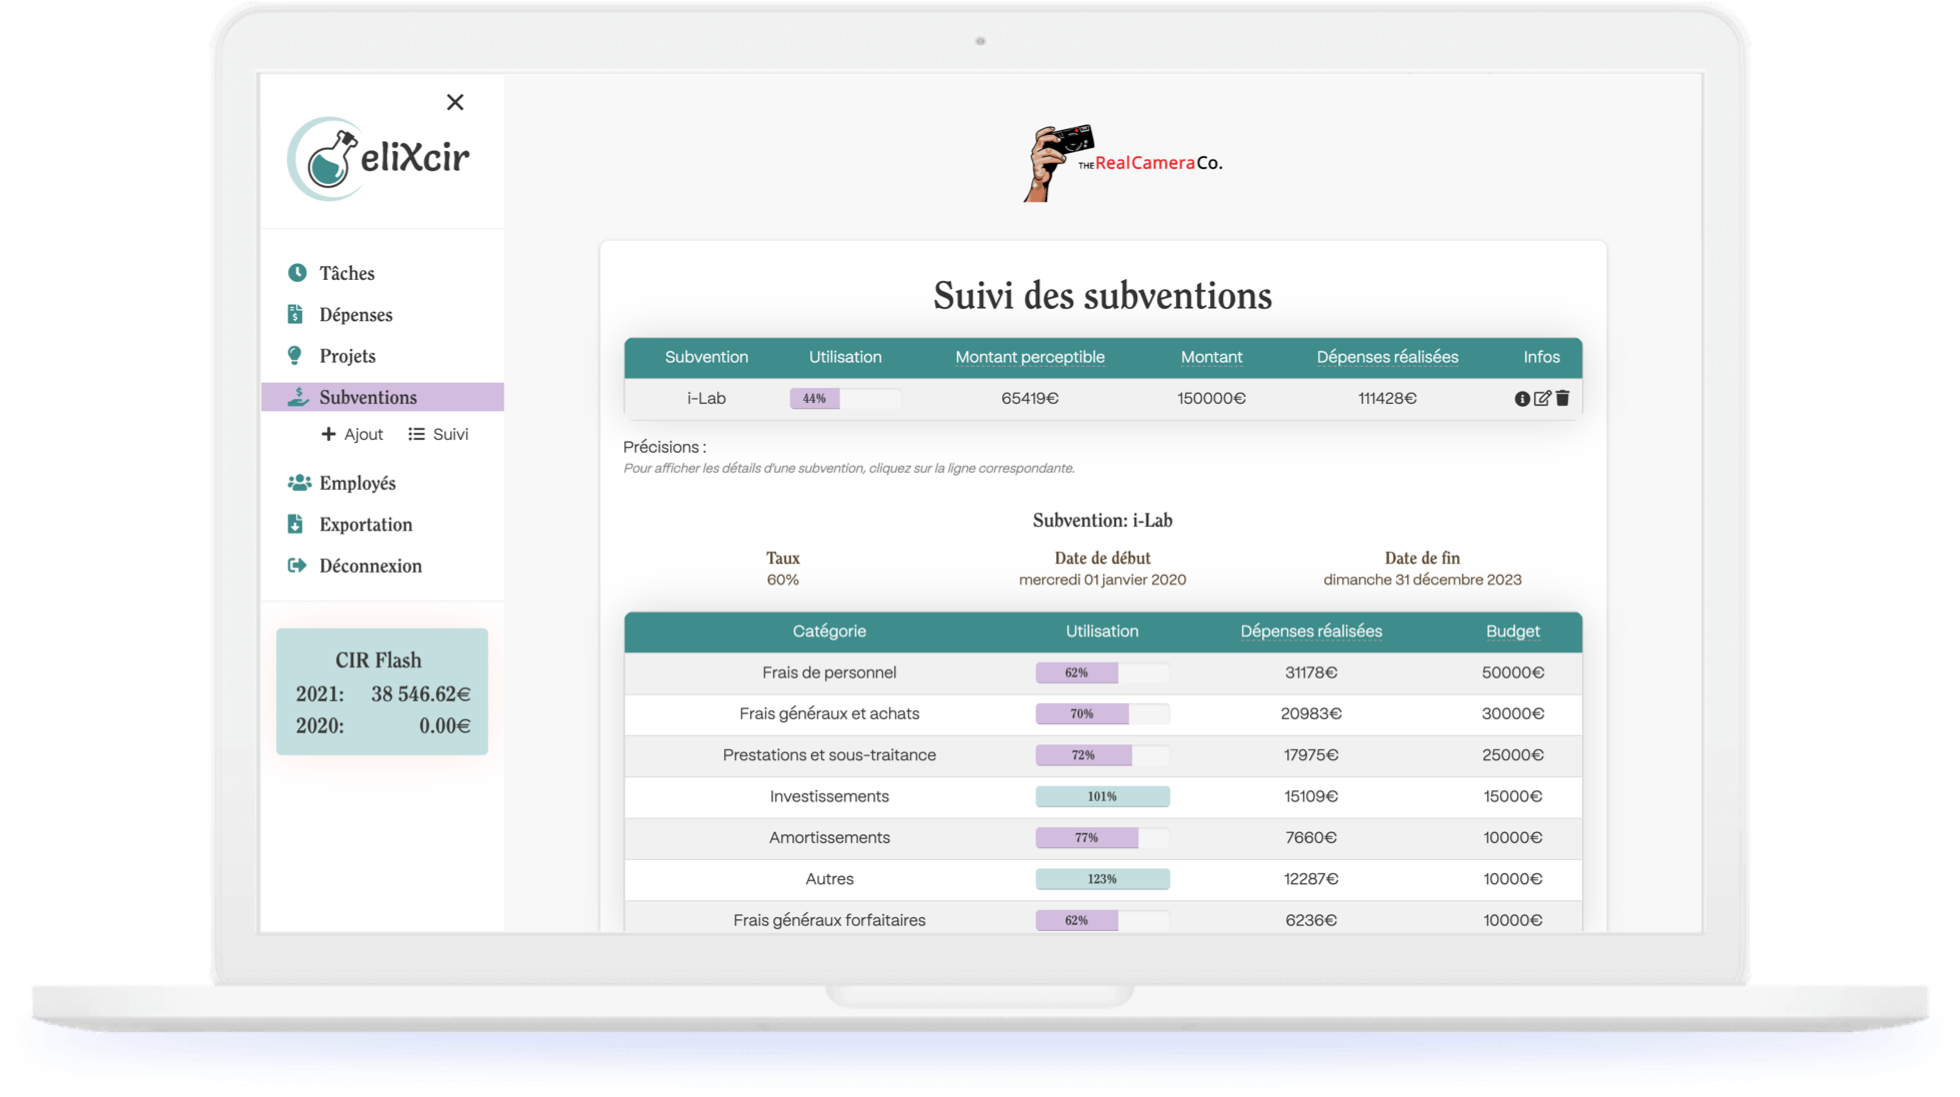 eliXcir
THE RealCamera Co.
Tâches
Dépenses
Projets
Subventions
Ajout Suivi
Employés
Exportation
Déconnexion
CIR Flash
2021: 38 546.62€
2020: 0.00€
Suivi des subventions
Subvention Utilisation Montant perceptible Montant Dépenses réalisées Infos
i-Lab 44% 65419€ 150000€ 111428€
Précisions :
Pour afficher les détails d'une subvention, cliquez sur la ligne correspondante.
Subvention: i-Lab
Taux Date de début Date de fin
60% mercredi 01 janvier 2020 dimanche 31 décembre 2023
Catégorie Utilisation Dépenses réalisées Budget
Frais de personnel 62% 31178€ 50000€
Frais généraux et achats 70% 20983€ 30000€
Prestations et sous-traitance 72% 17975€ 25000€
Investissements 101% 15109€ 15000€
Amortissements 77% 7660€ 10000€
Autres 123% 12287€ 10000€
Frais généraux forfaitaires 62% 6236€ 10000€